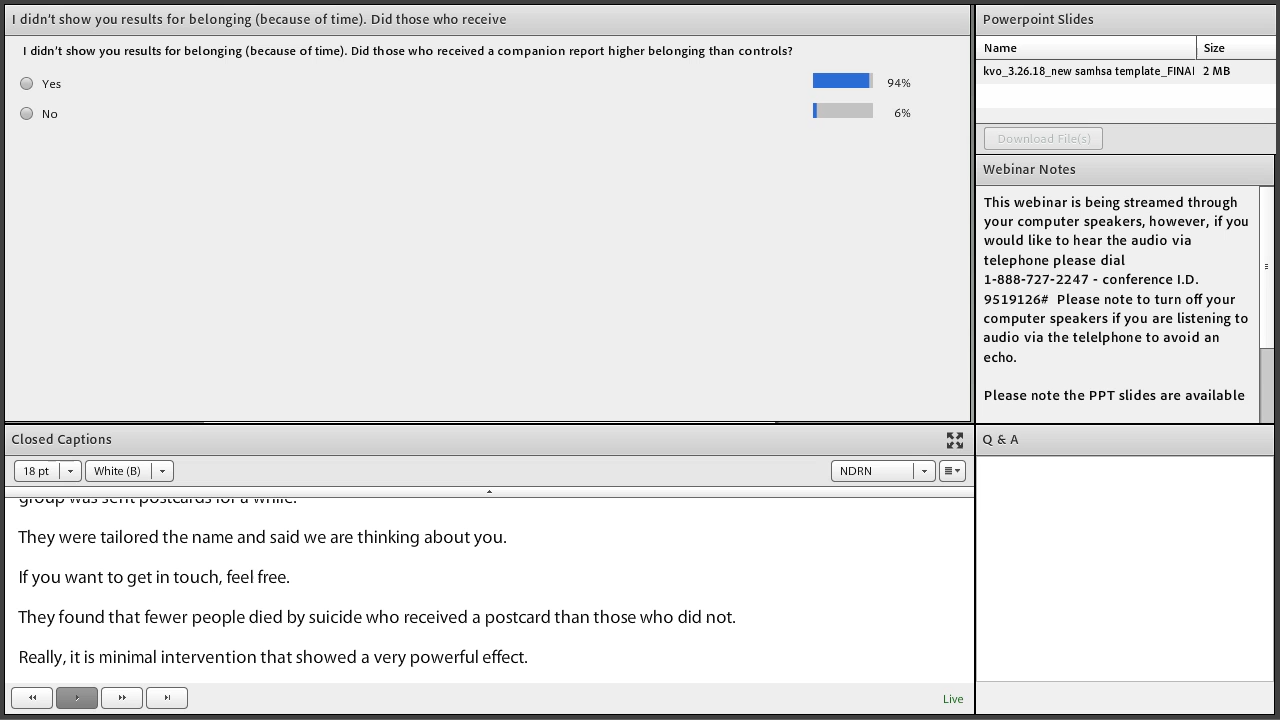 I didn't show you results for belonging (because of time). Did those who receive
I didn't show you results for belonging (because of time). Did those who received a companion report higher belonging than controls?
Yes 94%
No 6%
Powerpoint Slides
Name Size
kvo_3.26.18_new samhsa template_FINAL 2 MB
Download File(s)
Webinar Notes
This webinar is being streamed through
your computer speakers, however, if you
would like to hear the audio via
telephone please dial
1-888-727-2247 - conference I.D.
9519126# Please note to turn off your
computer speakers if you are listening to
audio via the telelphone to avoid an
echo.
Please note the PPT slides are available
Closed Captions
18 pt White (B) NDRN
group was sent postcards for a while.
They were tailored the name and said we are thinking about you.
If you want to get in touch, feel free.
They found that fewer people died by suicide who received a postcard than those who did not.
Really, it is minimal intervention that showed a very powerful effect.
Live
Q & A